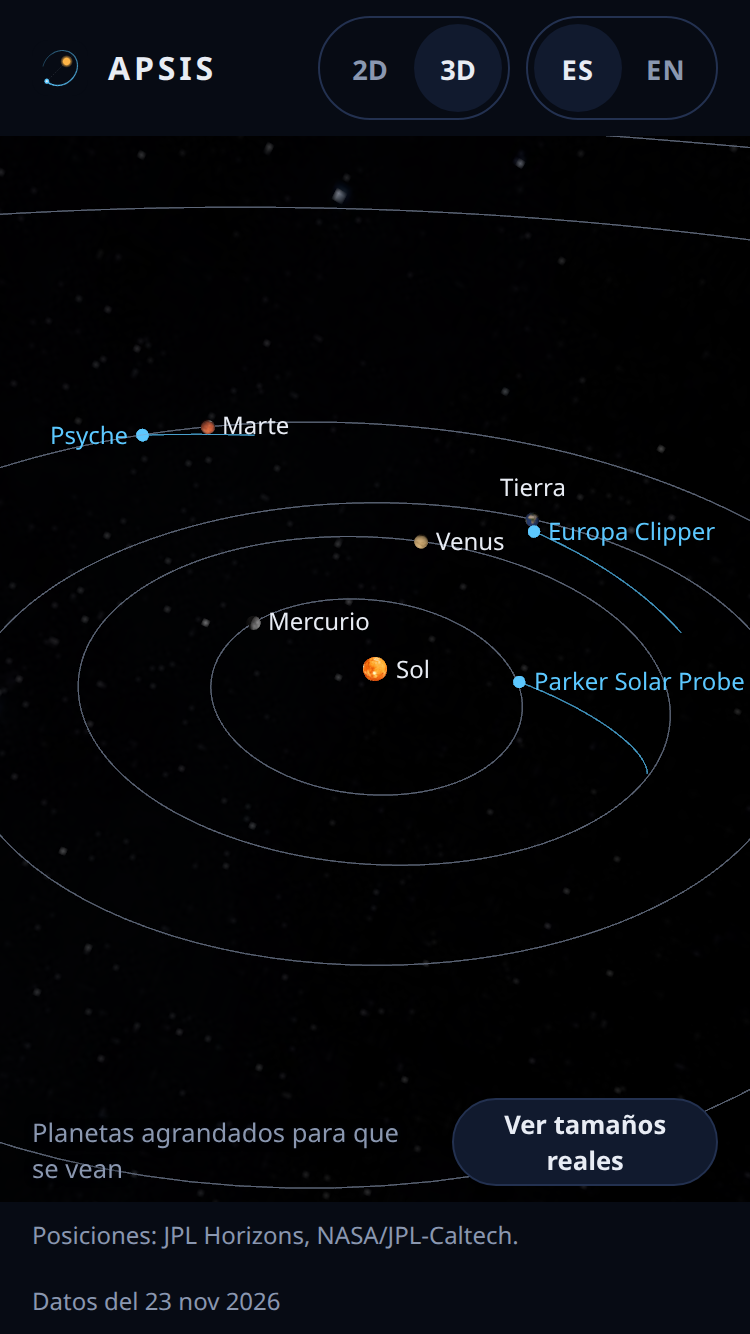 APSIS
2D 3D ES EN
Psyche
Marte
Tierra
Europa Clipper
Venus
Mercurio
Sol
Parker Solar Probe
Planetas agrandados para que
se vean
Ver tamaños
reales
Posiciones: JPL Horizons, NASA/JPL-Caltech.
Datos del 23 nov 2026